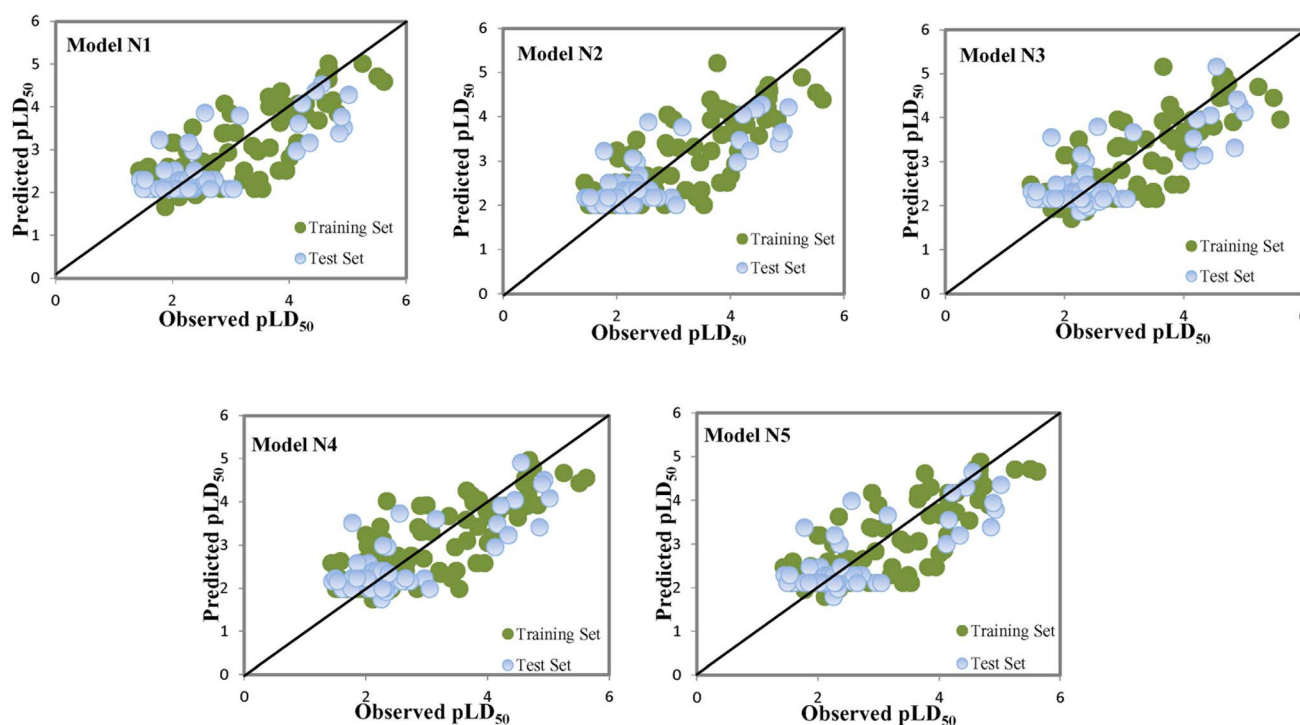 Model N1
Predicted pLD50
6
5
4
3
2
1
0
0 2 4 6
Observed pLD50
Training Set
Test Set
Model N2
Predicted pLD50
6
5
4
3
2
1
0
0 2 4 6
Observed pLD50
Training Set
Test Set
Model N3
Predicted pLD50
6
5
4
3
2
1
0
0 2 4 6
Observed pLD50
Training Set
Test Set
Model N4
Predicted pLD50
6
5
4
3
2
1
0
0 2 4 6
Observed pLD50
Training Set
Test Set
Model N5
Predicted pLD50
6
5
4
3
2
1
0
0 2 4 6
Observed pLD50
Training Set
Test Set